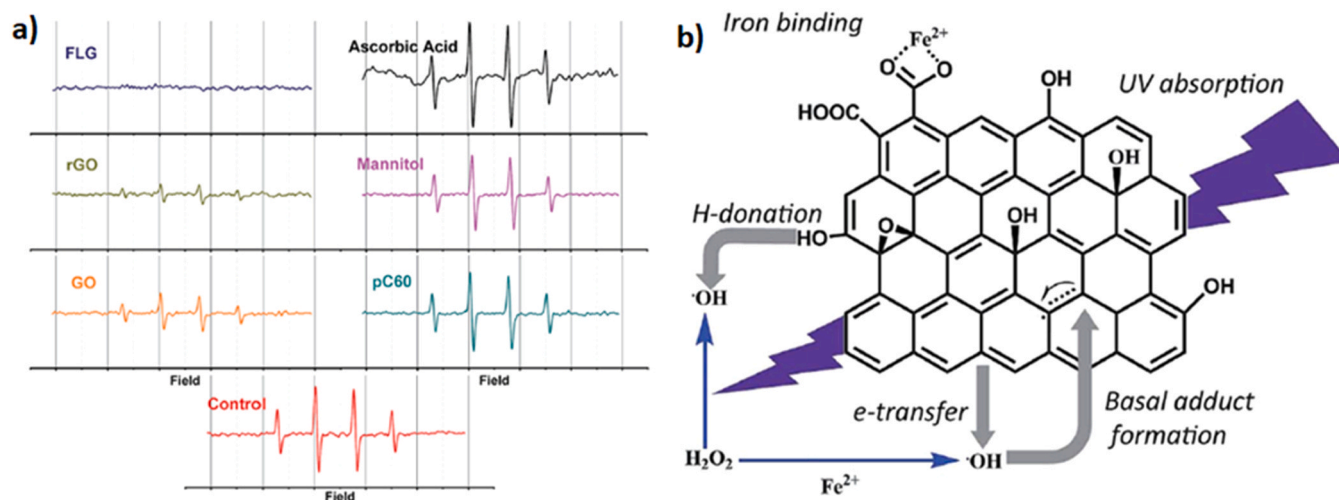 a)
FLG
Ascorbic Acid
rGO
Mannitol
GO
pC60
Field
Field
Control
Field
b)
Iron binding
Fe2+
O
O
OH
HOOC
UV absorption
OH
H-donation
OH
HO
O
·OH
OH
e-transfer
Basal adduct
formation
H2O2
·OH
Fe2+